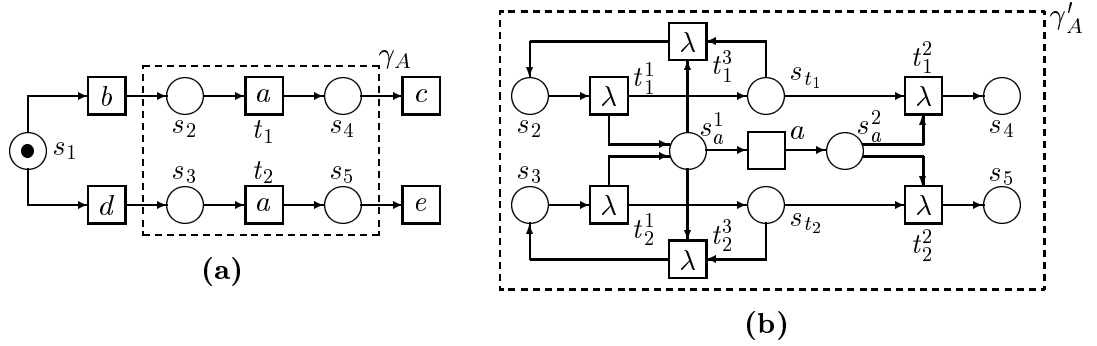 γ_A
b s_2 a t_1 s_4 c
s_1
d s_3 a t_2 s_5 e
(a)
γ'_A
λ t_1^3
s_2 λ t_1^1 s_{t_1} t_1^2 λ s_4
s_a^1 a s_a^2
s_3 λ t_2^1 s_{t_2} λ t_2^2 s_5
λ t_2^3
(b)